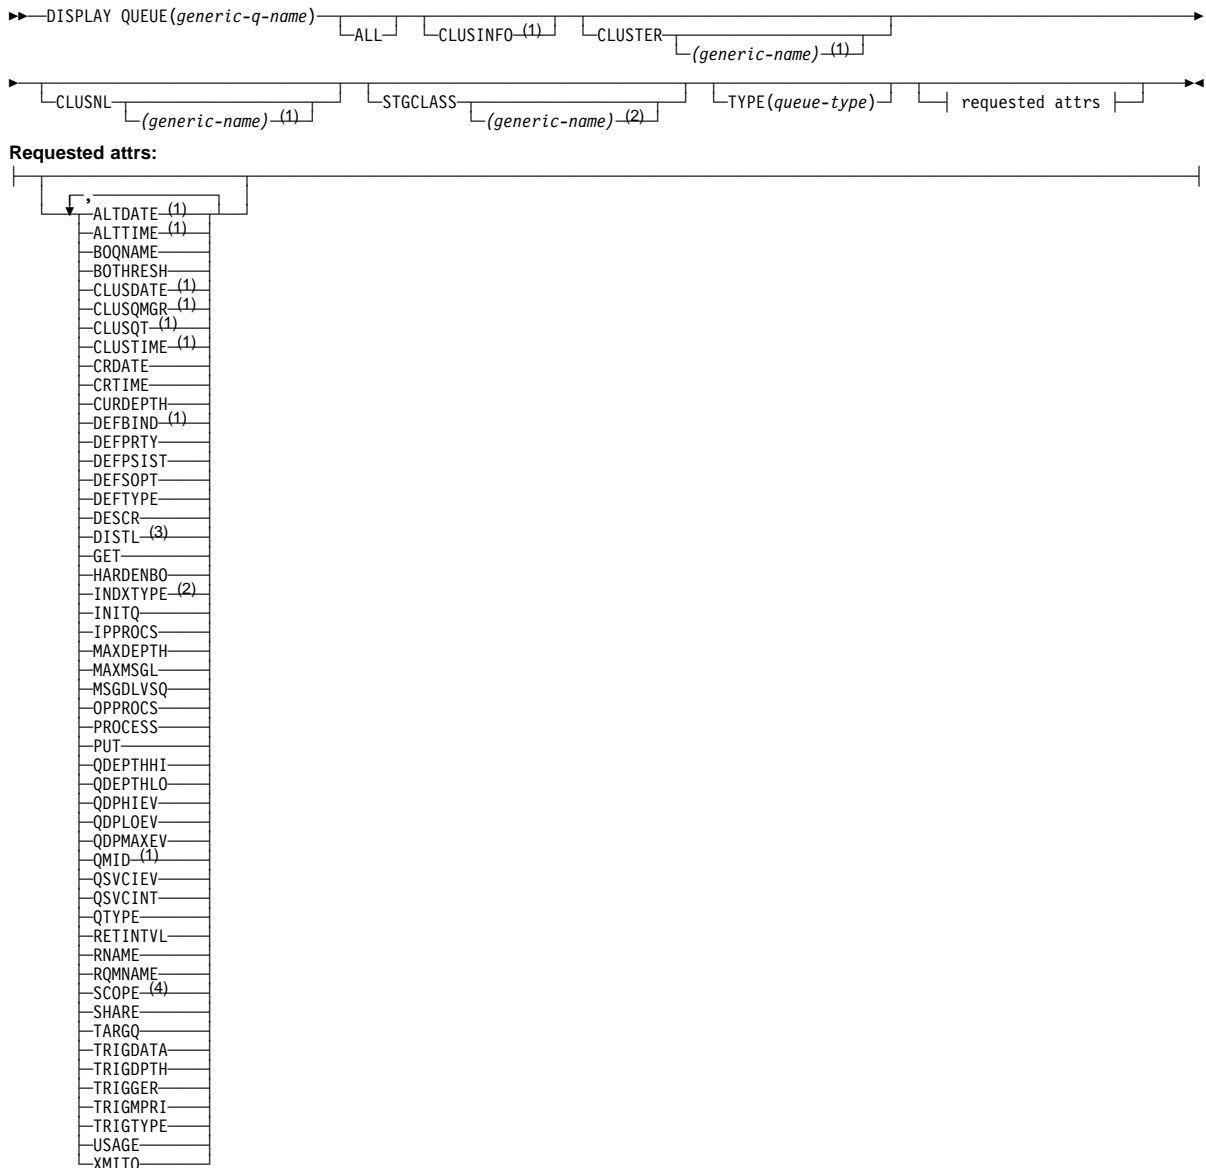 DISPLAY QUEUE(generic-q-name) ALL CLUSINFO (1) CLUSTER (generic-name) (1)
CLUSNL (generic-name) (1) STGCLASS (generic-name) (2) TYPE(queue-type) requested attrs
Requested attrs:
,
ALTDATE (1)
ALTTIME (1)
BOQNAME
BOTHRESH
CLUSDATE (1)
CLUSQMGR (1)
CLUSQT (1)
CLUSTIME (1)
CRDATE
CRTIME
CURDEPTH
DEFBIND (1)
DEFPRTY
DEFPSIST
DEFSOPT
DEFTYPE
DESCR
DISTL (3)
GET
HARDENBO
INDXTYPE (2)
INITQ
IPPROCS
MAXDEPTH
MAXMSGL
MSGDLVSQ
OPPROCS
PROCESS
PUT
QDEPTHHI
QDEPTHLO
QDPHIEV
QDPLOEV
QDPMAXEV
QMID (1)
QSVCIEV
QSVCINT
QTYPE
RETINTVL
RNAME
RQMNAME
SCOPE (4)
SHARE
TARGQ
TRIGDATA
TRIGDPTH
TRIGGER
TRIGMPRI
TRIGTYPE
USAGE
XMITQ